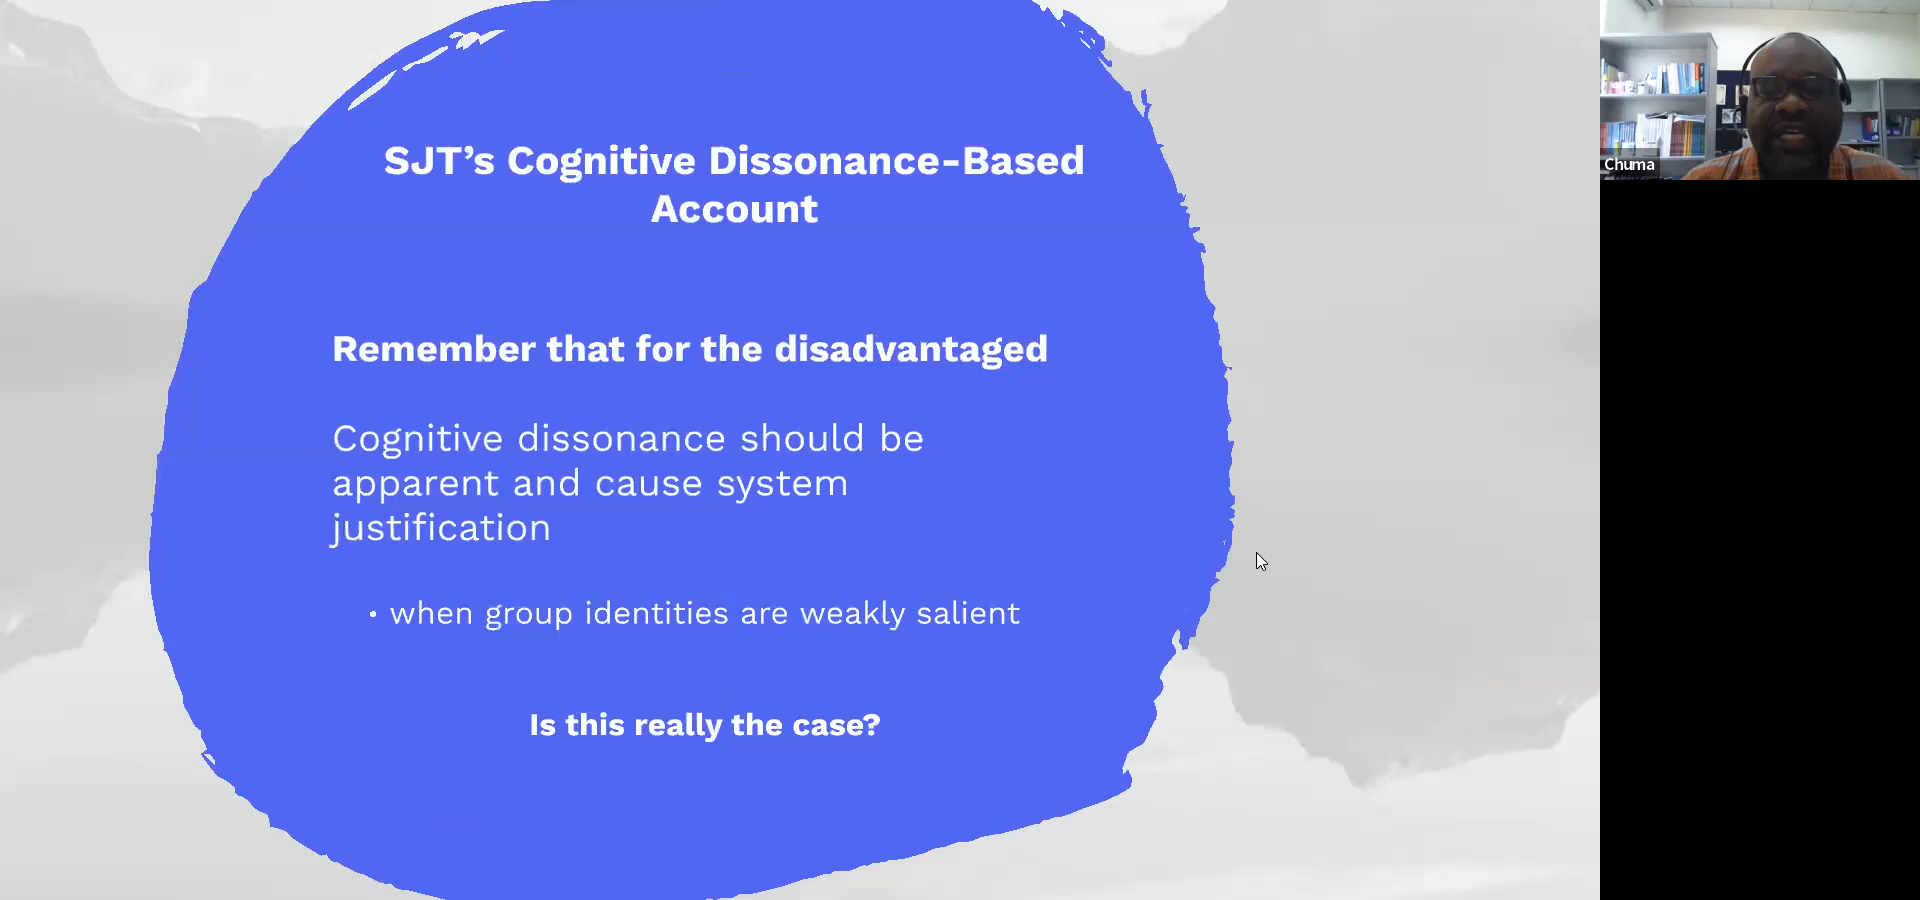 SJT’s Cognitive Dissonance-Based
Account
Remember that for the disadvantaged
Cognitive dissonance should be
apparent and cause system
justification
• when group identities are weakly salient
Is this really the case?
Chuma